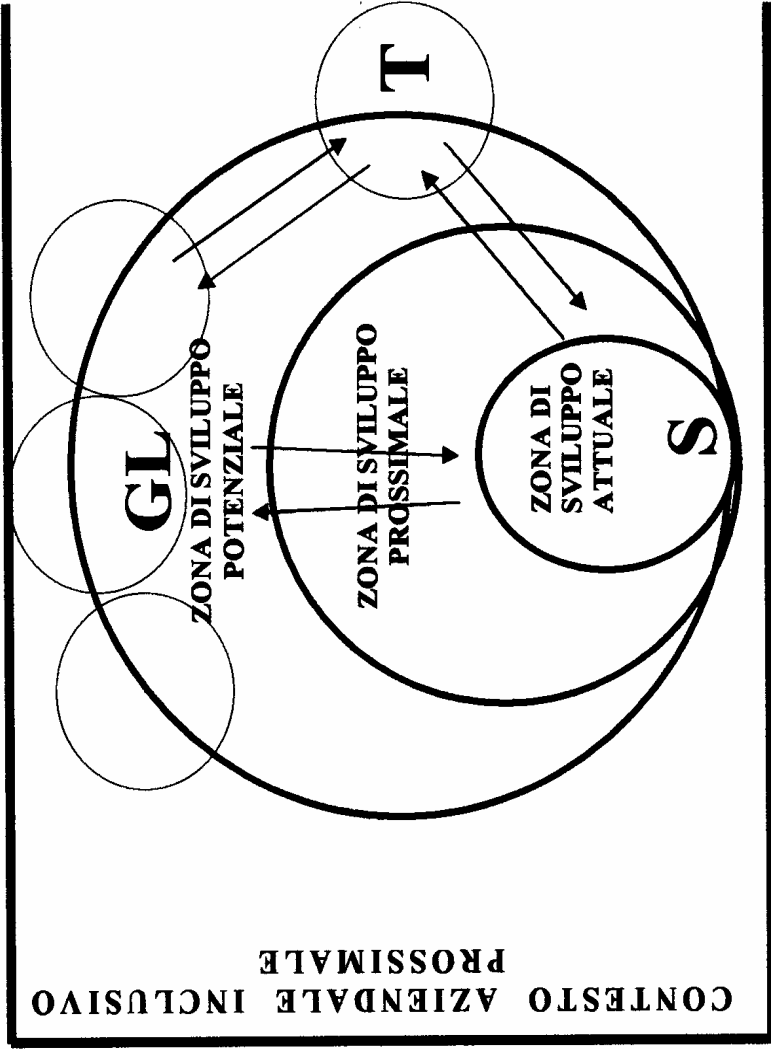 CONTESTO AZIENDALE INCLUSIVO
PROSSIMALE
GL
ZONA DI SVILUPPO
POTENZIALE
ZONA DI SVILUPPO
PROSSIMALE
ZONA DI
SVILUPPO
ATTUALE
S
T